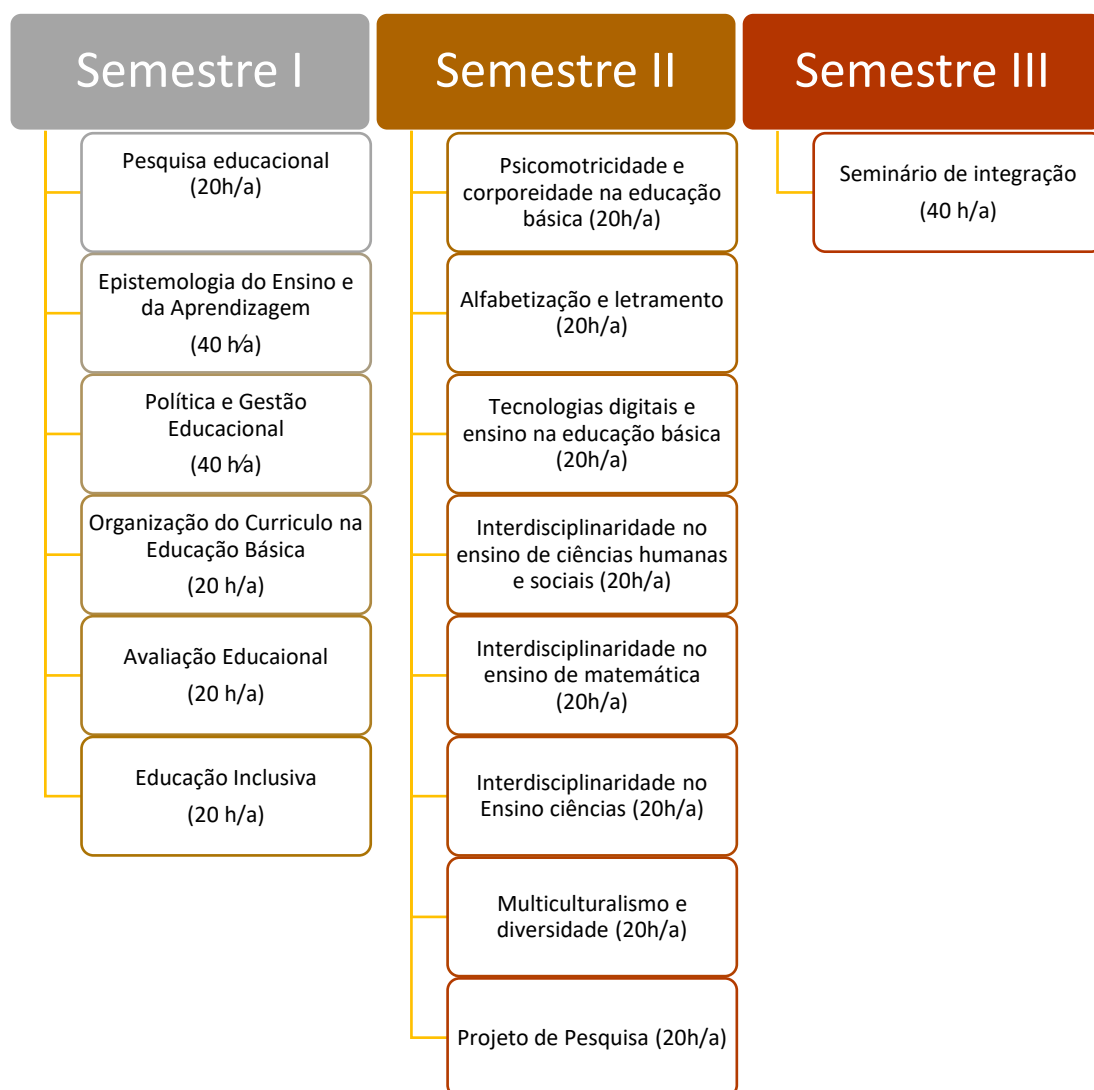 Semestre I
Pesquisa educacional
(20h/a)
Epistemologia do Ensino e
da Aprendizagem
(40 h/a)
Política e Gestão
Educacional
(40 h/a)
Organização do Curriculo na
Educação Básica
(20 h/a)
Avaliação Educaional
(20 h/a)
Educação Inclusiva
(20 h/a)
Semestre II
Psicomotricidade e
corporeidade na educação
básica (20h/a)
Alfabetização e letramento
(20h/a)
Tecnologias digitais e
ensino na educação básica
(20h/a)
Interdisciplinaridade no
ensino de ciências humanas
e sociais (20h/a)
Interdisciplinaridade no
ensino de matemática
(20h/a)
Interdisciplinaridade no
Ensino ciências (20h/a)
Multiculturalismo e
diversidade (20h/a)
Projeto de Pesquisa (20h/a)
Semestre III
Seminário de integração
(40 h/a)